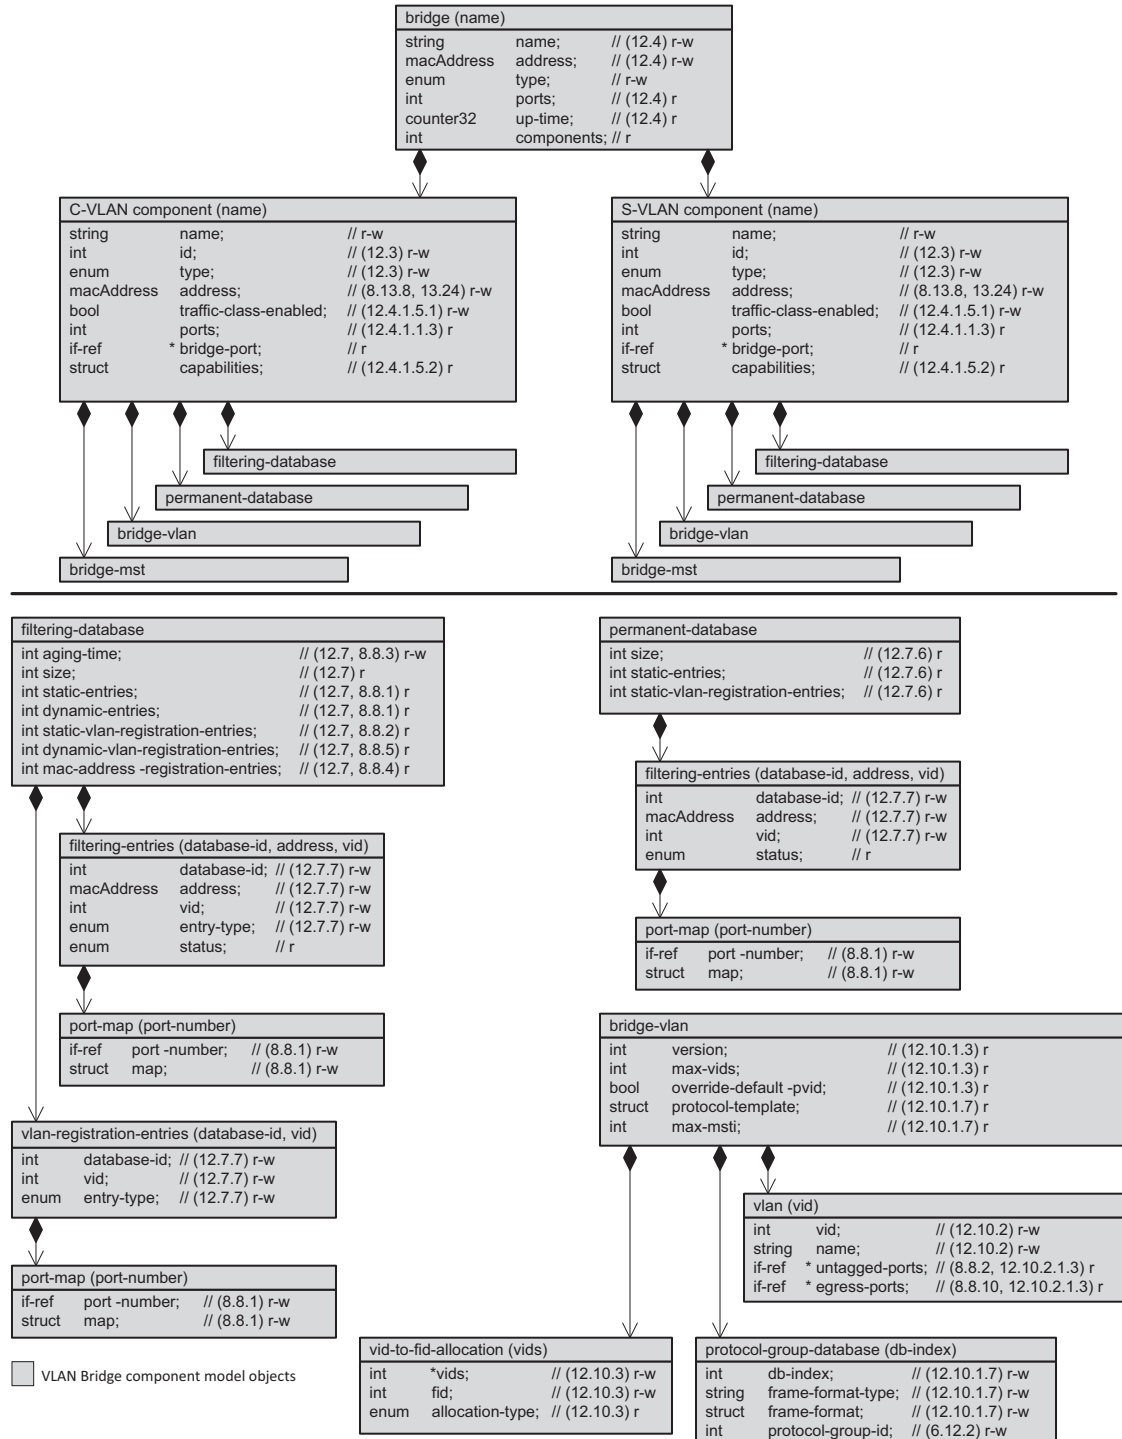 bridge (name)
string name; // (12.4) r-w
macAddress address; // (12.4) r-w
enum type; // r-w
int ports; // (12.4) r
counter32 up-time; // (12.4) r
int components; // r
C-VLAN component (name)
string name; // r-w
int id; // (12.3) r-w
enum type; // (12.3) r-w
macAddress address; // (8.13.8, 13.24) r-w
bool traffic-class-enabled; // (12.4.1.5.1) r-w
int ports; // (12.4.1.1.3) r
if-ref * bridge-port; // r
struct capabilities; // (12.4.1.5.2) r
filtering-database
permanent-database
bridge-vlan
bridge-mst
S-VLAN component (name)
string name; // r-w
int id; // (12.3) r-w
enum type; // (12.3) r-w
macAddress address; // (8.13.8, 13.24) r-w
bool traffic-class-enabled; // (12.4.1.5.1) r-w
int ports; // (12.4.1.1.3) r
if-ref * bridge-port; // r
struct capabilities; // (12.4.1.5.2) r
filtering-database
permanent-database
bridge-vlan
bridge-mst
filtering-database
int aging-time; // (12.7, 8.8.3) r-w
int size; // (12.7) r
int static-entries; // (12.7, 8.8.1) r
int dynamic-entries; // (12.7, 8.8.1) r
int static-vlan-registration-entries; // (12.7, 8.8.2) r
int dynamic-vlan-registration-entries; // (12.7, 8.8.5) r
int mac-address -registration-entries; // (12.7, 8.8.4) r
filtering-entries (database-id, address, vid)
int database-id; // (12.7.7) r-w
macAddress address; // (12.7.7) r-w
int vid; // (12.7.7) r-w
enum entry-type; // (12.7.7) r-w
enum status; // r
port-map (port-number)
if-ref port -number; // (8.8.1) r-w
struct map; // (8.8.1) r-w
vlan-registration-entries (database-id, vid)
int database-id; // (12.7.7) r-w
int vid; // (12.7.7) r-w
enum entry-type; // (12.7.7) r-w
port-map (port-number)
if-ref port -number; // (8.8.1) r-w
struct map; // (8.8.1) r-w
VLAN Bridge component model objects
permanent-database
int size; // (12.7.6) r
int static-entries; // (12.7.6) r
int static-vlan-registration-entries; // (12.7.6) r
filtering-entries (database-id, address, vid)
int database-id; // (12.7.7) r-w
macAddress address; // (12.7.7) r-w
int vid; // (12.7.7) r-w
enum status; // r
port-map (port-number)
if-ref port -number; // (8.8.1) r-w
struct map; // (8.8.1) r-w
bridge-vlan
int version; // (12.10.1.3) r
int max-vids; // (12.10.1.3) r
bool override-default -pvid; // (12.10.1.3) r
struct protocol-template; // (12.10.1.7) r
int max-msti; // (12.10.1.7) r
vlan (vid)
int vid; // (12.10.2) r-w
string name; // (12.10.2) r-w
if-ref * untagged-ports; // (8.8.2, 12.10.2.1.3) r
if-ref * egress-ports; // (8.8.10, 12.10.2.1.3) r
vid-to-fid-allocation (vids)
int *vids; // (12.10.3) r-w
int fid; // (12.10.3) r-w
enum allocation-type; // (12.10.3) r
protocol-group-database (db-index)
int db-index; // (12.10.1.7) r-w
string frame-format-type; // (12.10.1.7) r-w
struct frame-format; // (12.10.1.7) r-w
int protocol-group-id; // (6.12.2) r-w